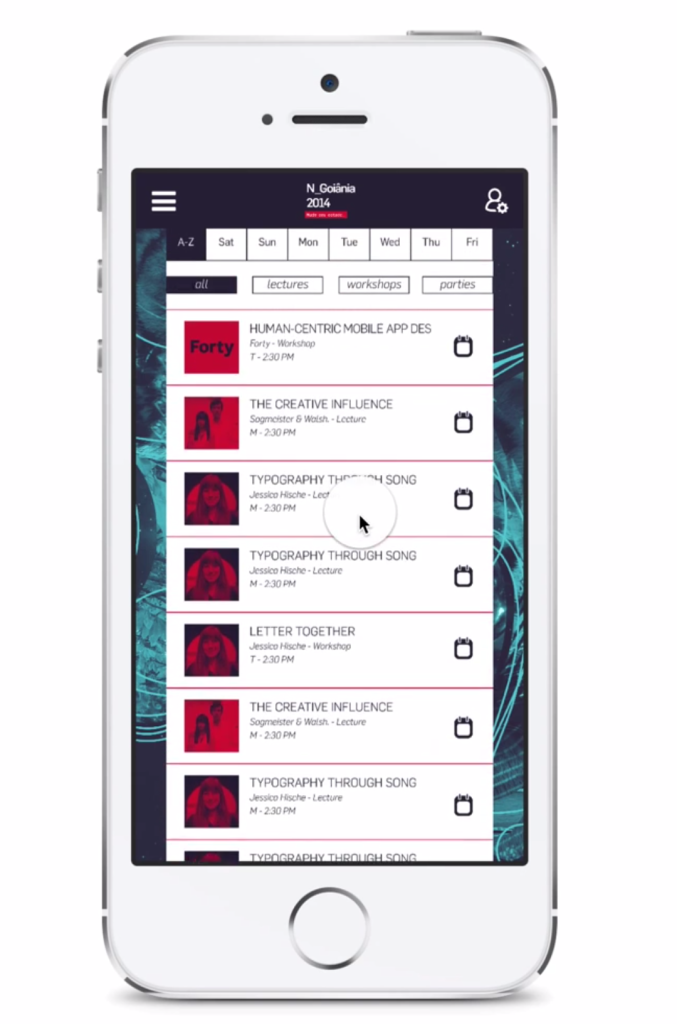 N_Goiânia
2014
A-Z Sat Sun Mon Tue Wed Thu Fri
all lectures workshops parties
Forty
HUMAN-CENTRIC MOBILE APP DES
Forty - Workshop
T - 2:30 PM
THE CREATIVE INFLUENCE
Sagmeister & Walsh. - Lecture
M - 2:30 PM
TYPOGRAPHY THROUGH SONG
Jessica Hische - Lect
M - 2:30 PM
TYPOGRAPHY THROUGH SONG
Jessica Hische - Lecture
M - 2:30 PM
LETTER TOGETHER
Jessica Hische - Workshop
T - 2:30 PM
THE CREATIVE INFLUENCE
Sagmeister & Walsh. - Lecture
M - 2:30 PM
TYPOGRAPHY THROUGH SONG
Jessica Hische - Lecture
M - 2:30 PM
TYPOGRAPHY THROUGH SONG